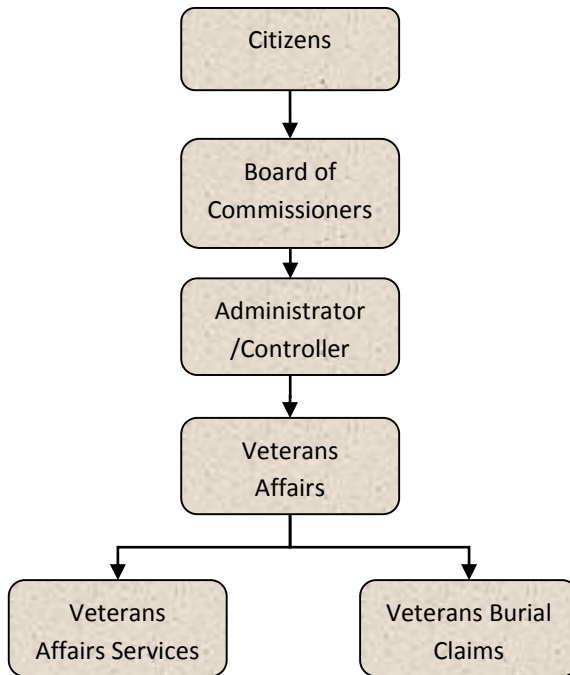 Citizens
Board of
Commissioners
Administrator
/Controller
Veterans
Affairs
Veterans
Affairs Services
Veterans Burial
Claims